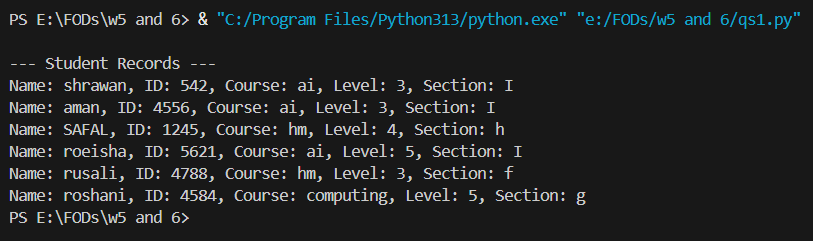 PS E:\FODs\w5 and 6> & "C:/Program Files/Python313/python.exe" "e:/FODs/w5 and 6/qs1.py"
--- Student Records ---
Name: shrawan, ID: 542, Course: ai, Level: 3, Section: I
Name: aman, ID: 4556, Course: ai, Level: 3, Section: I
Name: SAFAL, ID: 1245, Course: hm, Level: 4, Section: h
Name: roeisha, ID: 5621, Course: ai, Level: 5, Section: I
Name: rusali, ID: 4788, Course: hm, Level: 3, Section: f
Name: roshani, ID: 4584, Course: computing, Level: 5, Section: g
PS E:\FODs\w5 and 6>